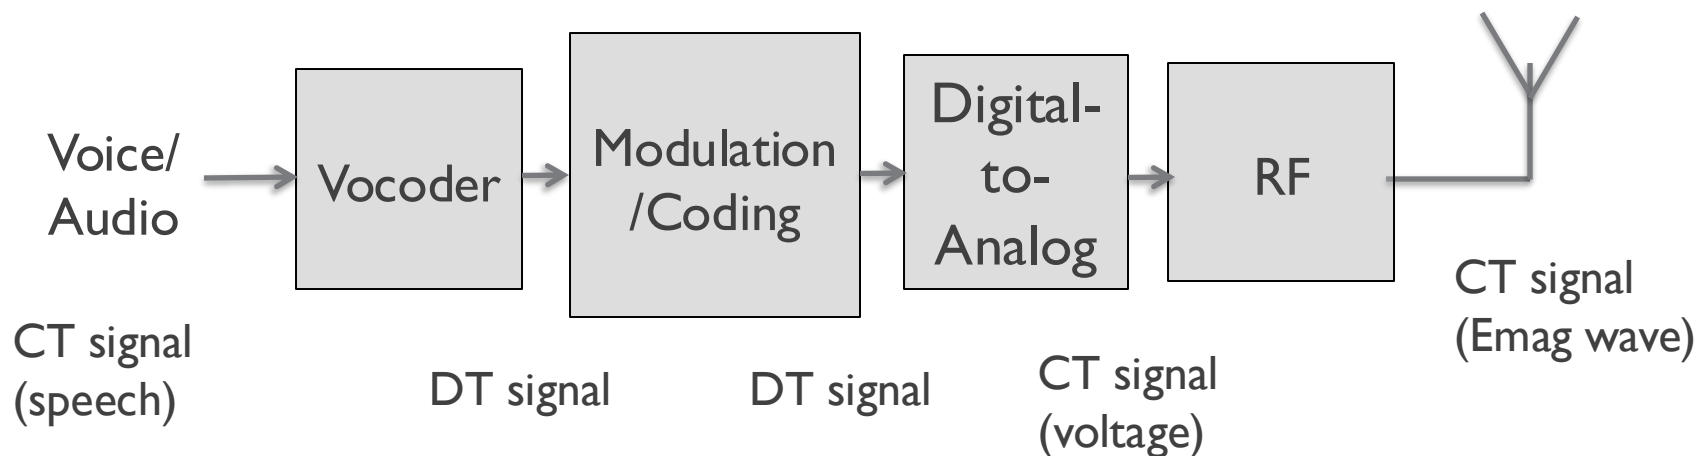 Voice/
Audio
Vocoder
Modulation
/Coding
Digital-
to-
Analog
RF
CT signal
(speech)
DT signal
DT signal
CT signal
(voltage)
CT signal
(Emag wave)